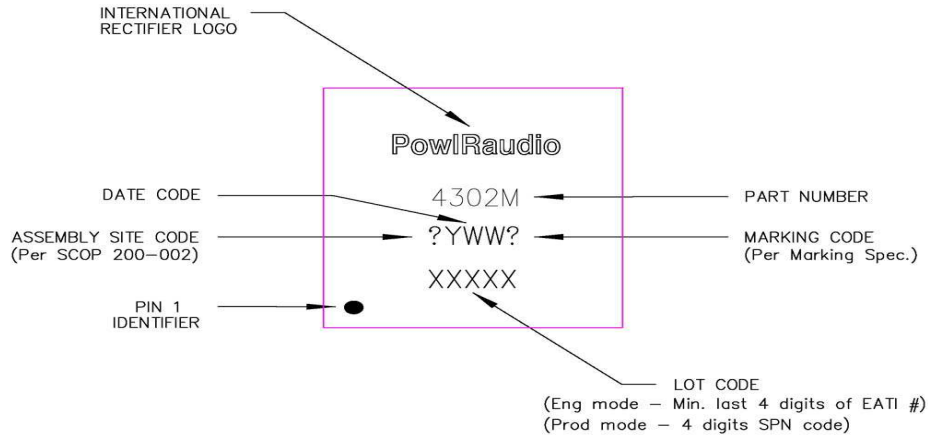 INTERNATIONAL
RECTIFIER LOGO
PowIRaudio
DATE CODE
4302M
PART NUMBER
ASSEMBLY SITE CODE
(Per SCOP 200-002)
?YWW?
MARKING CODE
(Per Marking Spec.)
XXXXX
PIN 1
IDENTIFIER
LOT CODE
(Eng mode – Min. last 4 digits of EATI #)
(Prod mode – 4 digits SPN code)